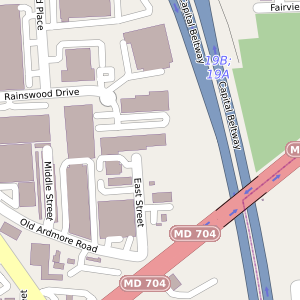 d Place
Fairvie
Capital Beltway
19B;
19A
Capital Beltway
Rainswood Drive
Middle Street
East Street
M
MD 704
Old Ardmore Road
MD 704
eet